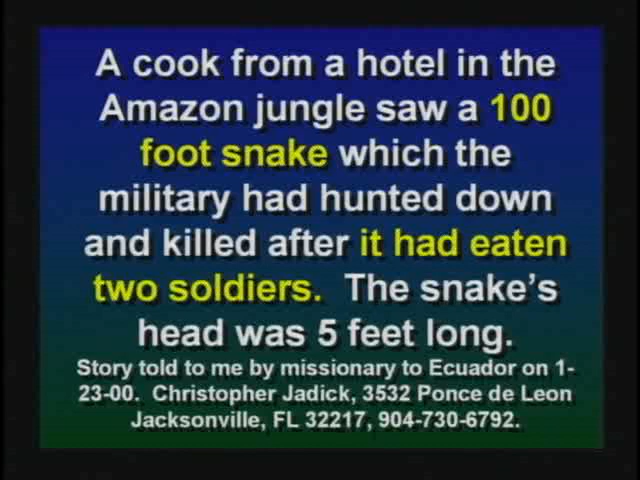 A cook from a hotel in the
Amazon jungle saw a 100
foot snake which the
military had hunted down
and killed after it had eaten
two soldiers.  The snake's
head was 5 feet long.
Story told to me by missionary to Ecuador on 1-
23-00.  Christopher Jadick, 3532 Ponce de Leon
Jacksonville, FL 32217, 904-730-6792.